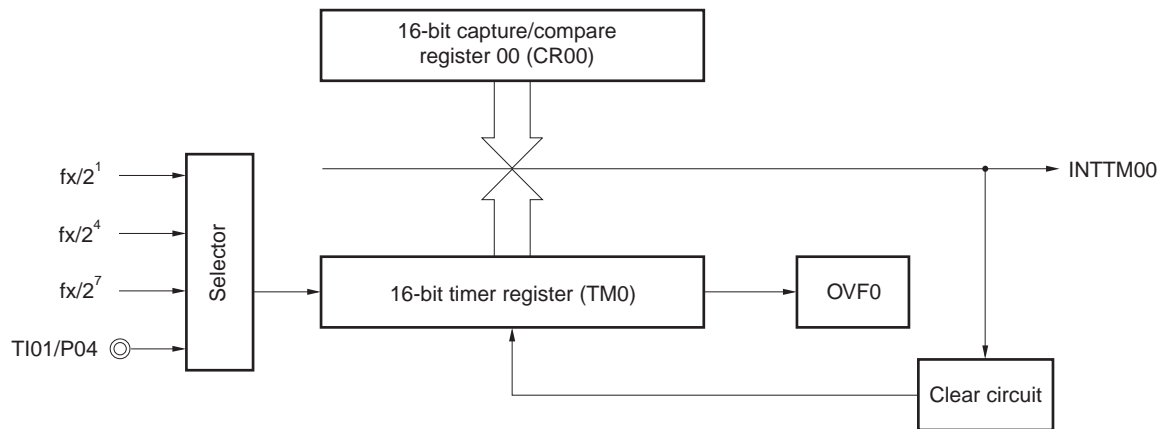 16-bit capture/compare
register 00 (CR00)
fx/2¹
INTTM00
fx/2⁴
Selector
fx/2⁷
16-bit timer register (TM0)
OVF0
TI01/P04
Clear circuit